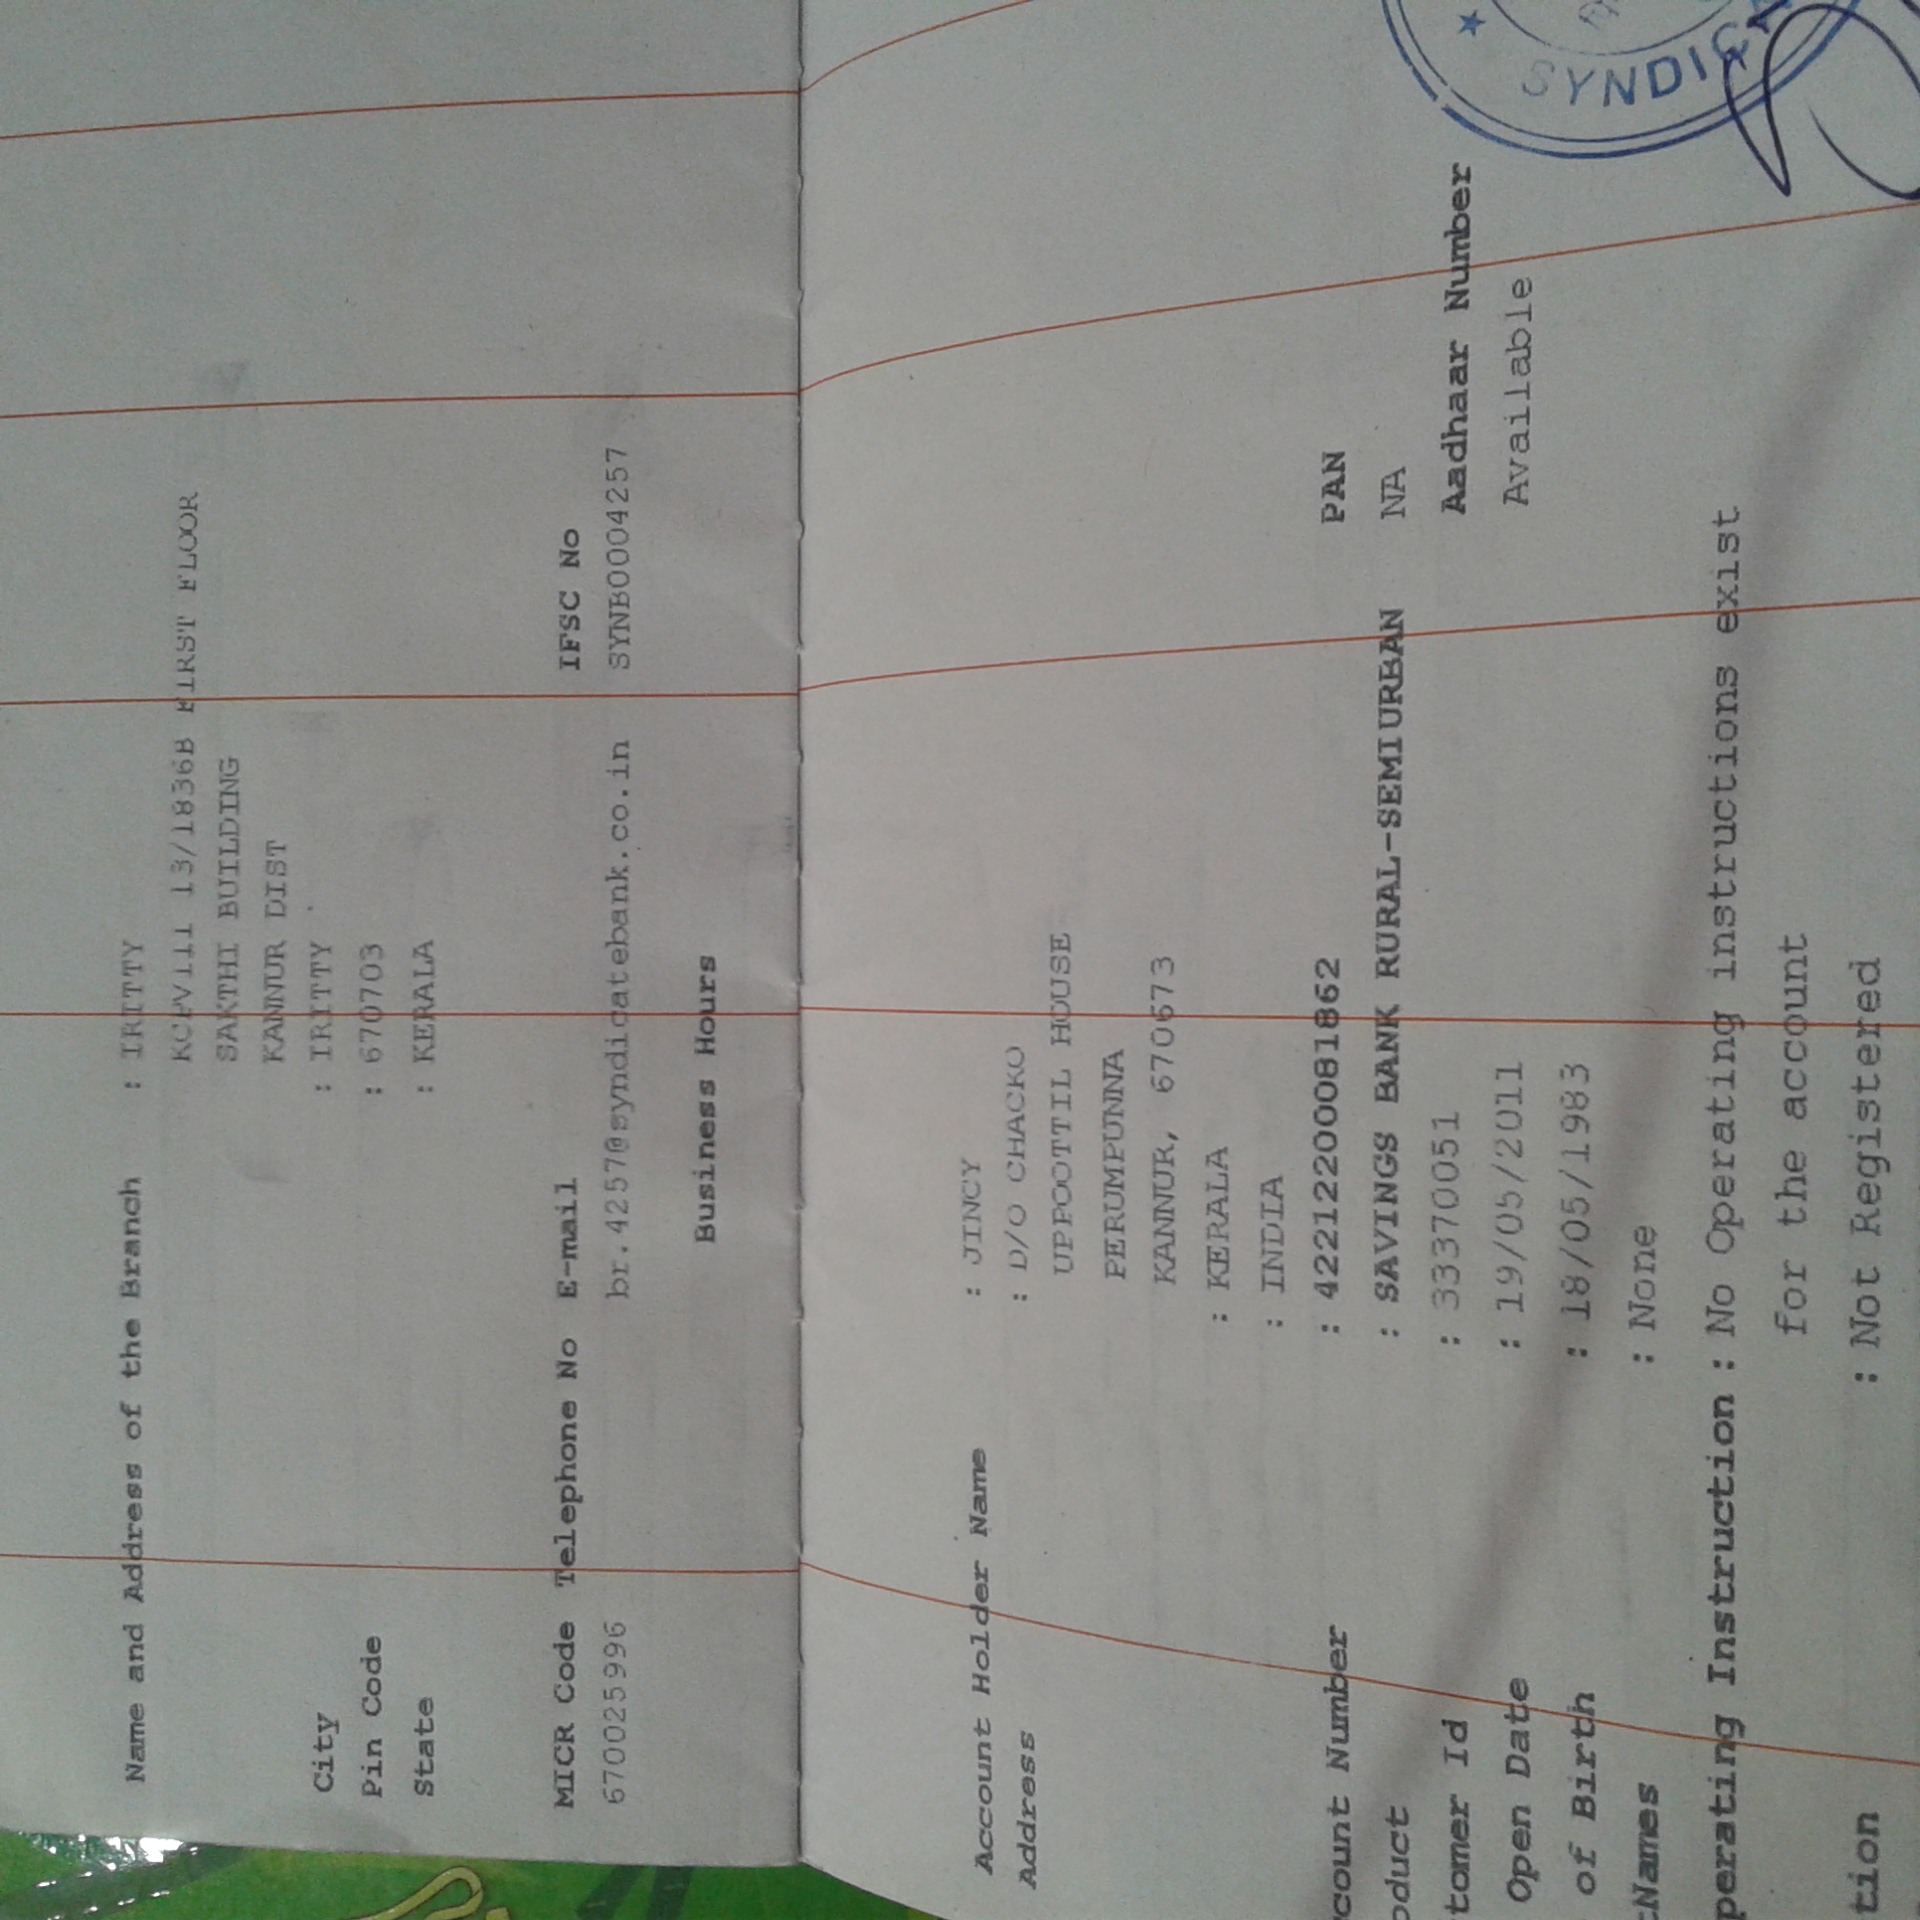 Name and Address of the Branch : IRITTY
KCPVIII 13/1836B FIRST FLOOR
SAKTHI BUILDING
KANNUR DIST
City : IRITTY
Pin Code : 670703
State : KERALA
MICR Code Telephone No E-mail IFSC No
670025996 br.4257@syndicatebank.co.in SYNB0004257
Business Hours
Account Holder Name : JINCY
Address : D/O CHACKO
UPPOOTTIL HOUSE
PERUMPUNNA
KANNUR, 670673
: KERALA
: INDIA
count Number : 42212200081862 PAN
oduct : SAVINGS BANK RURAL-SEMIURBAN NA
tomer Id : 33370051 Aadhaar Number
Open Date : 19/05/2011 Available
of Birth : 18/05/1983
tNames : None
perating Instruction : No Operating instructions exist
for the account
tion : Not Registered
SYNDIC